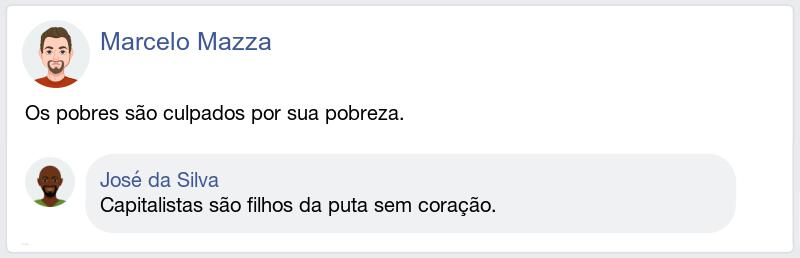 Marcelo Mazza
Os pobres são culpados por sua pobreza.
José da Silva
Capitalistas são filhos da puta sem coração.